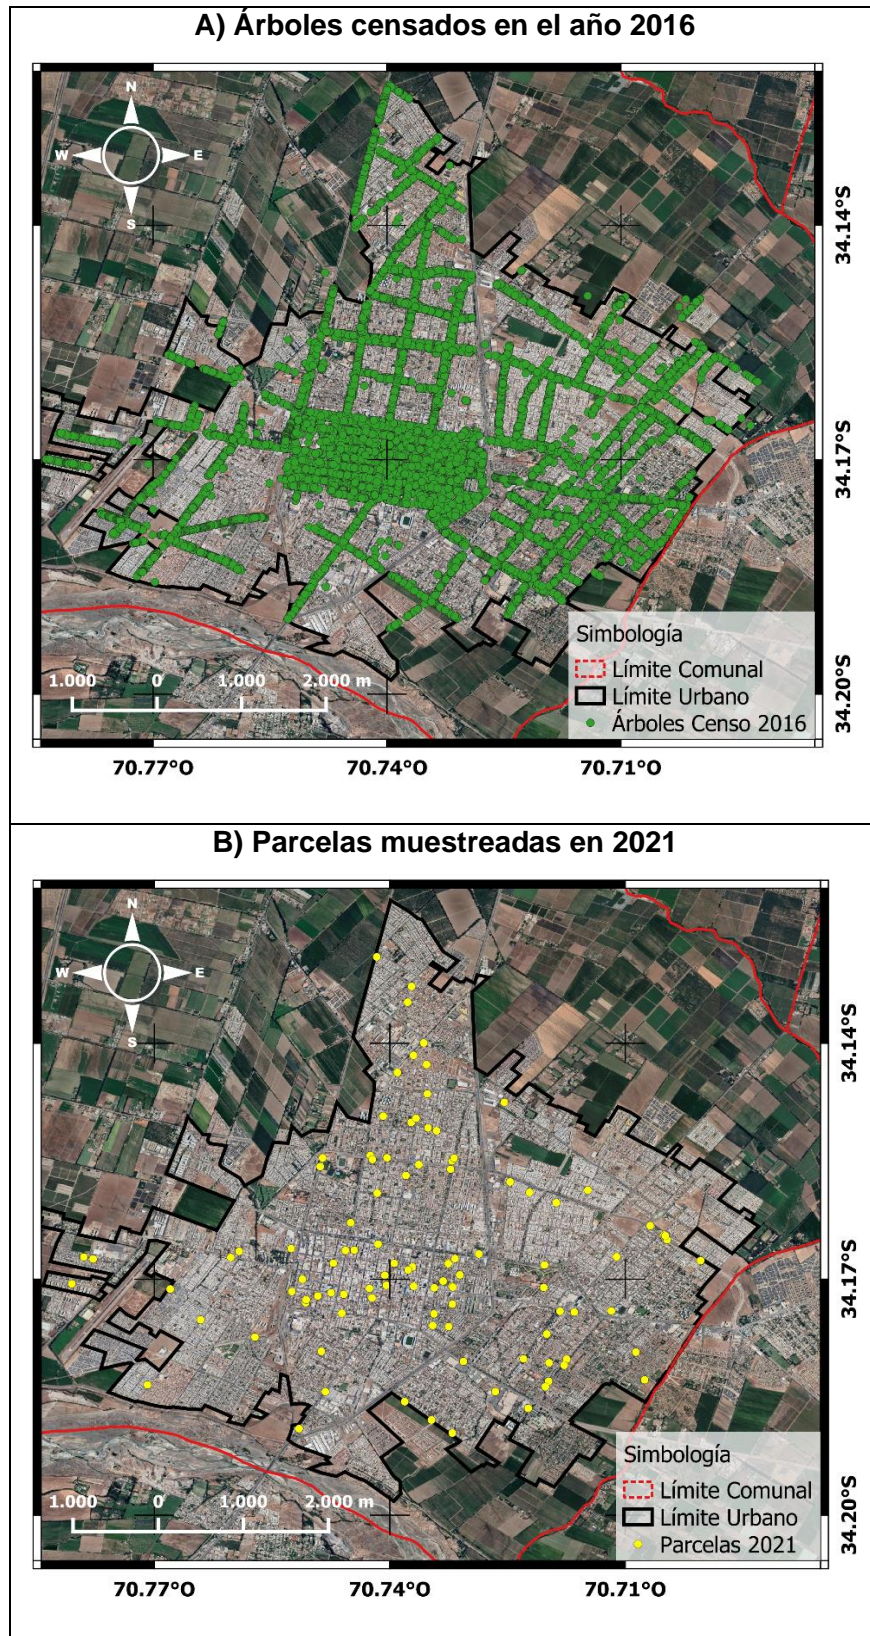 A) Árboles censados en el año 2016
N
W
E
S
34.14°S
34.17°S
34.20°S
Simbología
Límite Comunal
Límite Urbano
Árboles Censo 2016
1.000 0 1.000 2.000 m
70.77°O 70.74°O 70.71°O
B) Parcelas muestreadas en 2021
N
W
E
S
34.14°S
34.17°S
34.20°S
Simbología
Límite Comunal
Límite Urbano
Parcelas 2021
1.000 0 1.000 2.000 m
70.77°O 70.74°O 70.71°O